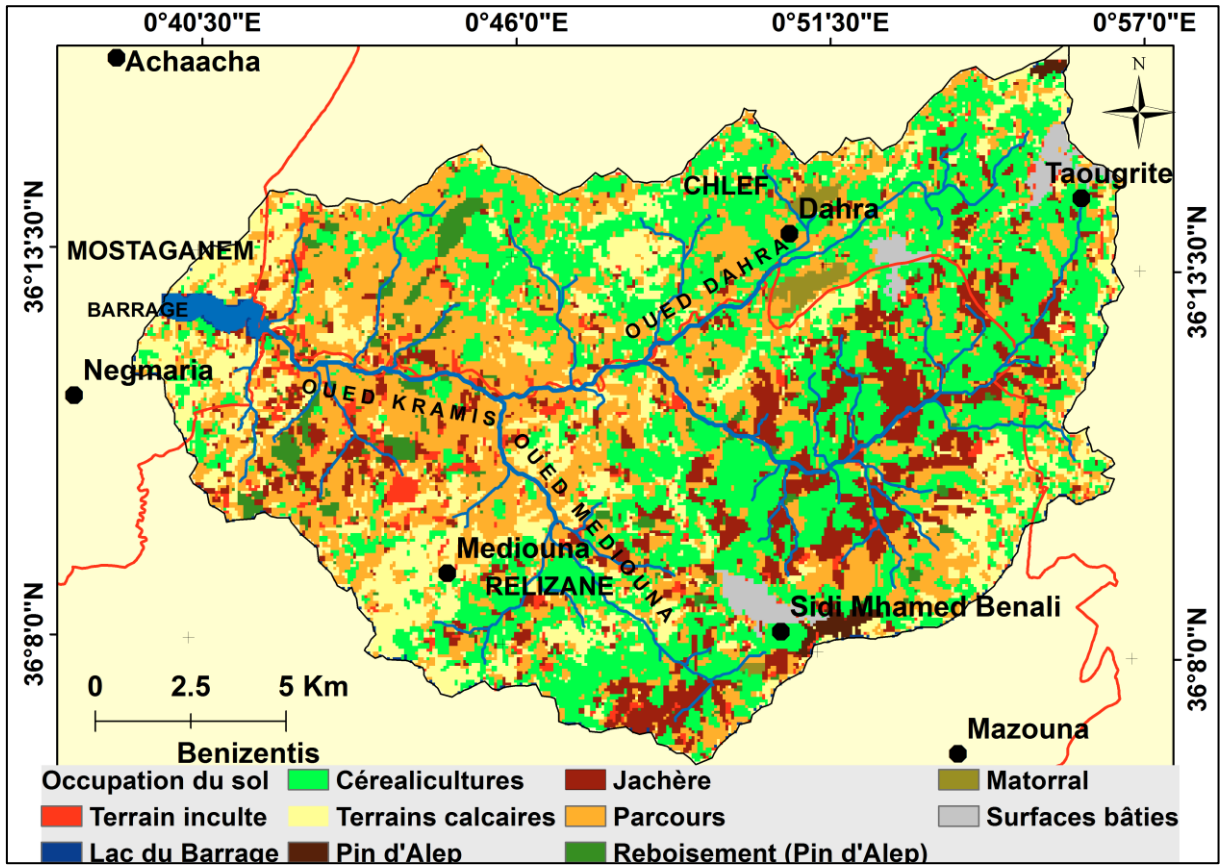 0°40'30"E 0°46'0"E 0°51'30"E 0°57'0"E
Achaacha
N
Taougrite
CHLEF
Dahra
36°13'30"N
MOSTAGANEM
36°13'0"N
OUED DAHRA
BARRAGE
Negmaria
OUED KRAMIS
OUED MEDIOUNA
Mediouna
RELIZANE
Sidi Mhamed Benali
36°8'0"N
36°8'0"N
0 2.5 5 Km
Mazouna
Benizentis
Occupation du sol Cérealicultures Jachère Matorral
Terrain inculte Terrains calcaires Parcours Surfaces bâties
Lac du Barrage Pin d'Alep Reboisement (Pin d'Alep)